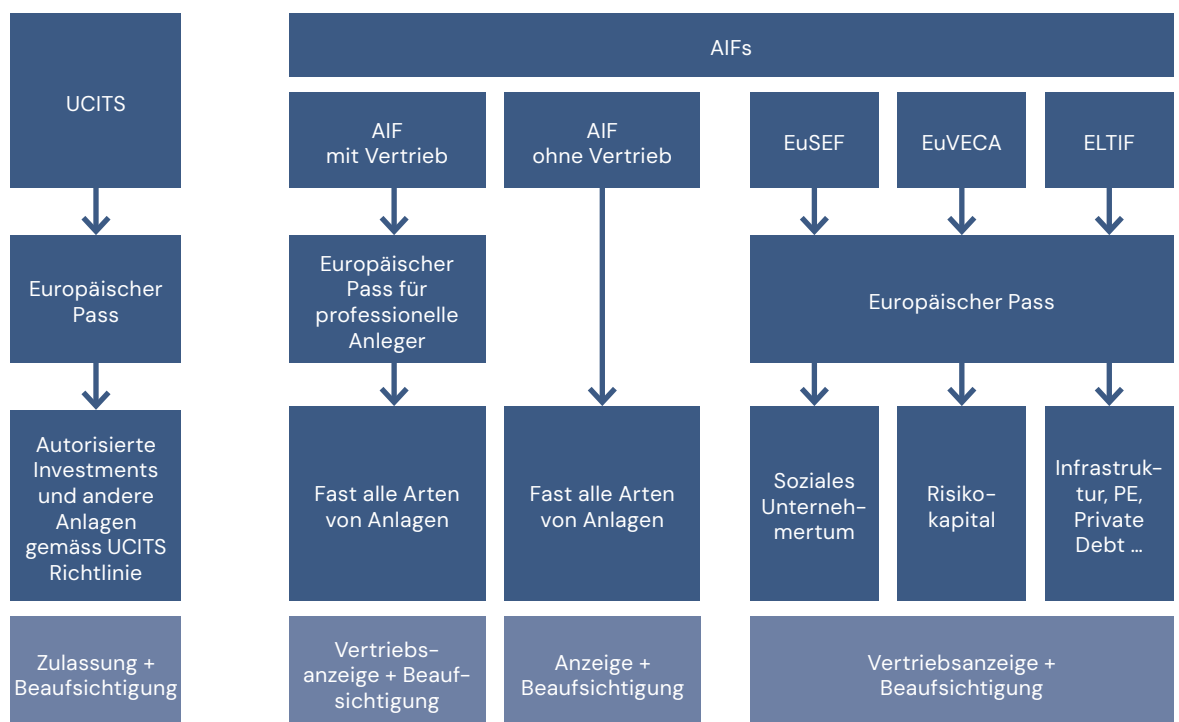 UCITS
Europäischer
Pass
Autorisierte
Investments
und andere
Anlagen
gemäss UCITS
Richtlinie
Zulassung +
Beaufsichtigung
AIFs
AIF
mit Vertrieb
Europäischer
Pass für
professionelle
Anleger
Fast alle Arten
von Anlagen
Vertriebs-
anzeige + Beauf-
sichtigung
AIF
ohne Vertrieb
Fast alle Arten
von Anlagen
Anzeige +
Beaufsichtigung
EuSEF
EuVECA
ELTIF
Europäischer Pass
Soziales
Unterneh-
mertum
Risiko-
kapital
Infrastruk-
tur, PE,
Private
Debt ...
Vertriebsanzeige +
Beaufsichtigung